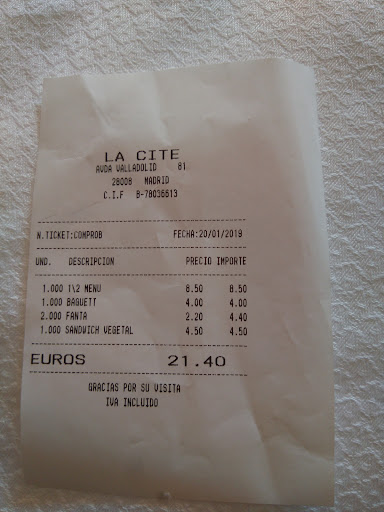 LA CITE
AVDA VALLADOLID 81
28008 MADRID
C.I.F B-78036613
N.TICKET:COMPROB FECHA:20/01/2019
UND. DESCRIPCION PRECIO IMPORTE
1.000 1\2 MENU 8.50 8.50
1.000 BAGUETT 4.00 4.00
2.000 FANTA 2.20 4.40
1.000 SANDVICH VEGETAL 4.50 4.50
EUROS 21.40
GRACIAS POR SU VISITA
IVA INCLUIDO